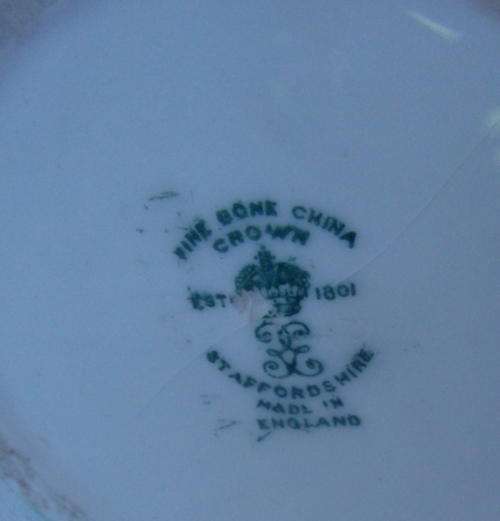 FINE BONE CHINA
CROWN
EST 1801
STAFFORDSHIRE
MADE IN
ENGLAND